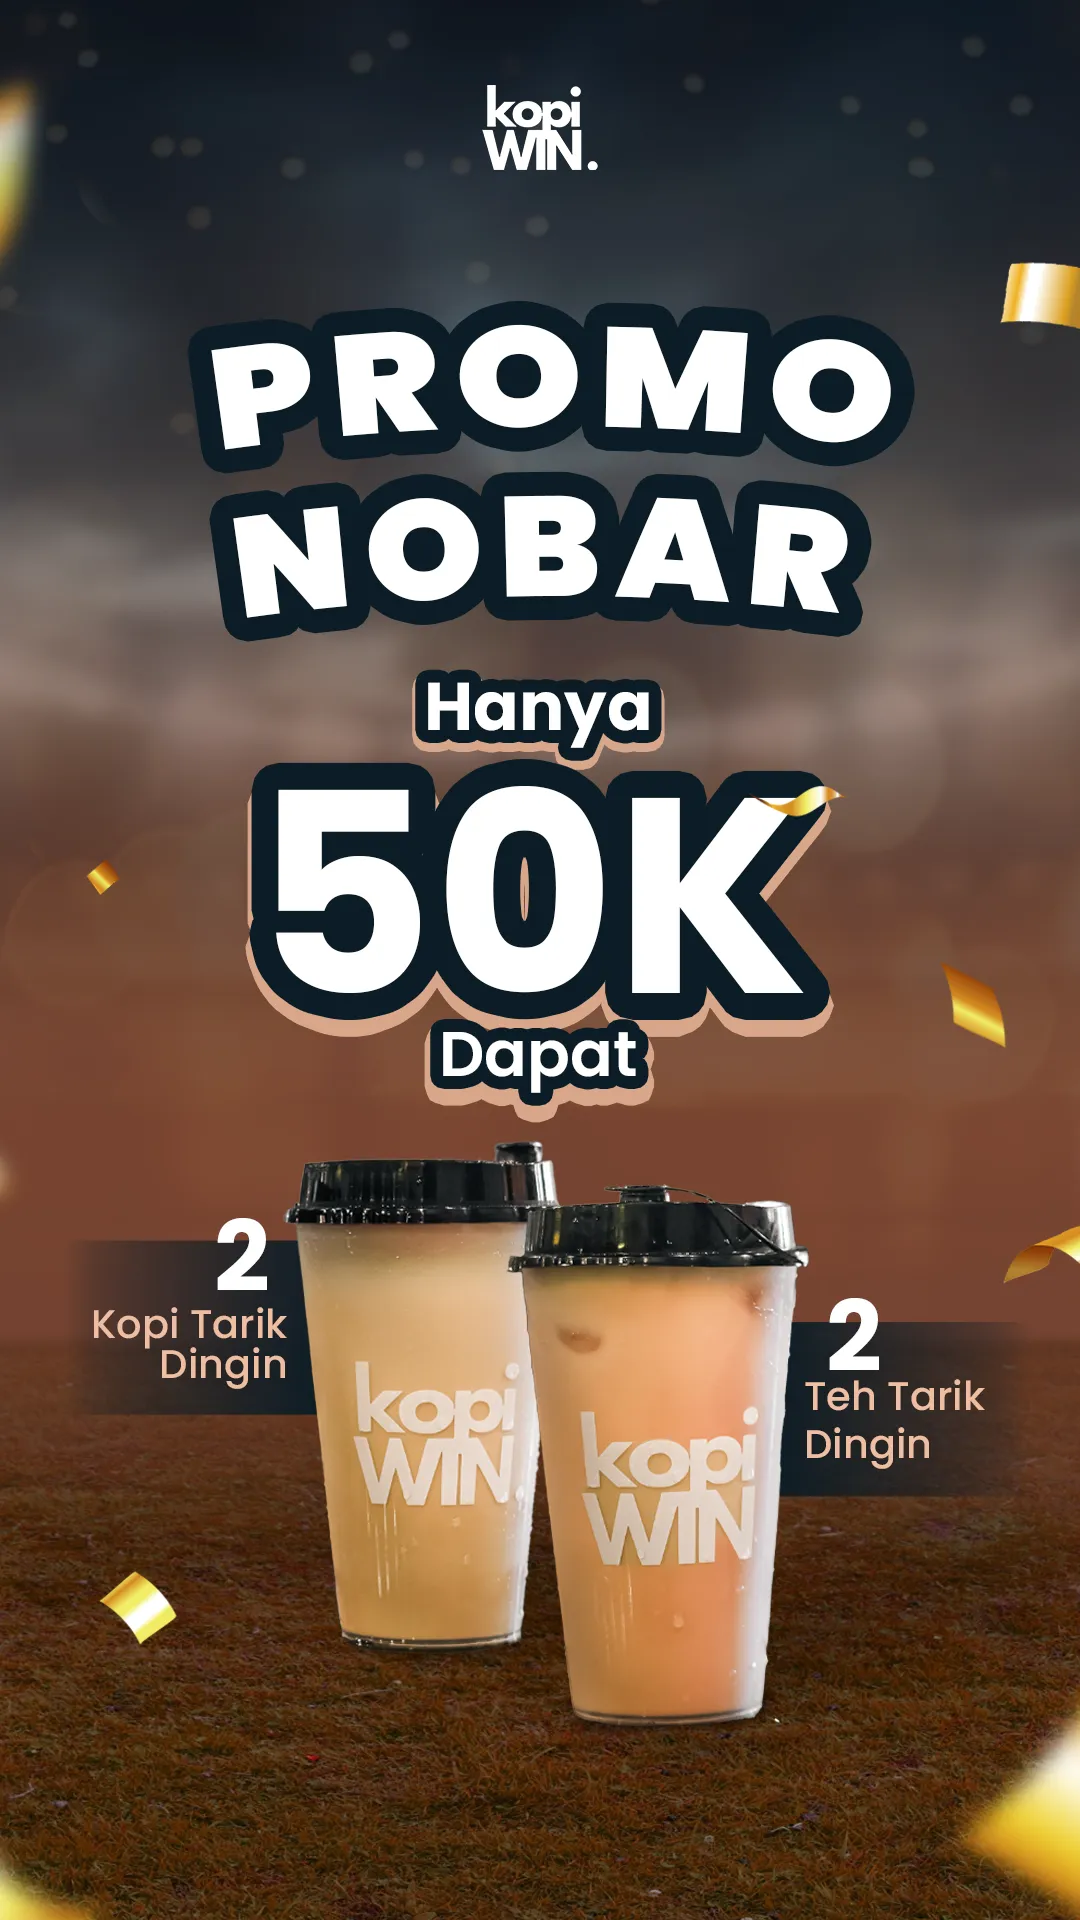 kopi
WIN.
PROMO
NOBAR
Hanya
50K
Dapat
2
Kopi Tarik
Dingin
2
Teh Tarik
Dingin
kopi
WIN.
kopi
WIN